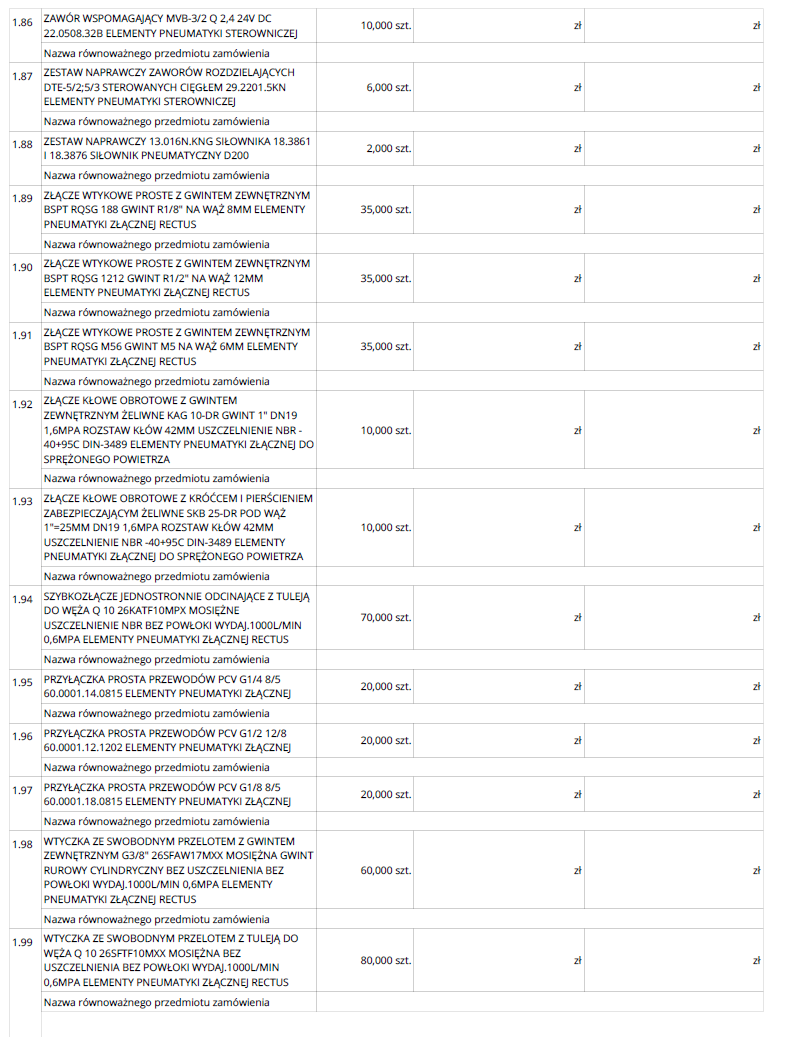 1.86 ZAWÓR WSPOMAGAJĄCY MVB-3/2 Q 2,4 24V DC
22.0508.32B ELEMENTY PNEUMATYKI STEROWNICZEJ
10,000 szt. zł zł
Nazwa równoważnego przedmiotu zamówienia
1.87 ZESTAW NAPRAWCZY ZAWORÓW ROZDZIELAJĄCYCH
DTE-5/2;5/3 STEROWANYCH CIĘGŁEM 29.2201.5KN
ELEMENTY PNEUMATYKI STEROWNICZEJ
6,000 szt. zł zł
Nazwa równoważnego przedmiotu zamówienia
1.88 ZESTAW NAPRAWCZY 13.016N.KNG SIŁOWNIKA 18.3861
I 18.3876 SIŁOWNIK PNEUMATYCZNY D200
2,000 szt. zł zł
Nazwa równoważnego przedmiotu zamówienia
1.89 ZŁĄCZE WTYKOWE PROSTE Z GWINTEM ZEWNĘTRZNYM
BSPT RQSG 188 GWINT R1/8" NA WĄŻ 8MM ELEMENTY
PNEUMATYKI ZŁĄCZNEJ RECTUS
35,000 szt. zł zł
Nazwa równoważnego przedmiotu zamówienia
1.90 ZŁĄCZE WTYKOWE PROSTE Z GWINTEM ZEWNĘTRZNYM
BSPT RQSG 1212 GWINT R1/2" NA WĄŻ 12MM
ELEMENTY PNEUMATYKI ZŁĄCZNEJ RECTUS
35,000 szt. zł zł
Nazwa równoważnego przedmiotu zamówienia
1.91 ZŁĄCZE WTYKOWE PROSTE Z GWINTEM ZEWNĘTRZNYM
BSPT RQSG M56 GWINT M5 NA WĄŻ 6MM ELEMENTY
PNEUMATYKI ZŁĄCZNEJ RECTUS
35,000 szt. zł zł
Nazwa równoważnego przedmiotu zamówienia
1.92 ZŁĄCZE KŁOWE OBROTOWE Z GWINTEM
ZEWNĘTRZNYM ŻELIWNE KAG 10-DR GWINT 1" DN19
1,6MPA ROZSTAW KŁÓW 42MM USZCZELNIENIE NBR -
40+95C DIN-3489 ELEMENTY PNEUMATYKI ZŁĄCZNEJ DO
SPRĘŻONEGO POWIETRZA
10,000 szt. zł zł
Nazwa równoważnego przedmiotu zamówienia
1.93 ZŁĄCZE KŁOWE OBROTOWE Z KRÓĆCEM I PIERŚCIENIEM
ZABEZPIECZAJĄCYM ŻELIWNE SKB 25-DR POD WĄŻ
1"=25MM DN19 1,6MPA ROZSTAW KŁÓW 42MM
USZCZELNIENIE NBR -40+95C DIN-3489 ELEMENTY
PNEUMATYKI ZŁĄCZNEJ DO SPRĘŻONEGO POWIETRZA
10,000 szt. zł zł
Nazwa równoważnego przedmiotu zamówienia
1.94 SZYBKOZŁĄCZE JEDNOSTRONNIE ODCINAJĄCE Z TULEJĄ
DO WĘŻA Q 10 26KATF10MPX MOSIĘŻNE
USZCZELNIENIE NBR BEZ POWŁOKI WYDAJ.1000L/MIN
0,6MPA ELEMENTY PNEUMATYKI ZŁĄCZNEJ RECTUS
70,000 szt. zł zł
Nazwa równoważnego przedmiotu zamówienia
1.95 PRZYŁĄCZKA PROSTA PRZEWODÓW PCV G1/4 8/5
60.0001.14.0815 ELEMENTY PNEUMATYKI ZŁĄCZNEJ
20,000 szt. zł zł
Nazwa równoważnego przedmiotu zamówienia
1.96 PRZYŁĄCZKA PROSTA PRZEWODÓW PCV G1/2 12/8
60.0001.12.1202 ELEMENTY PNEUMATYKI ZŁĄCZNEJ
20,000 szt. zł zł
Nazwa równoważnego przedmiotu zamówienia
1.97 PRZYŁĄCZKA PROSTA PRZEWODÓW PCV G1/8 8/5
60.0001.18.0815 ELEMENTY PNEUMATYKI ZŁĄCZNEJ
20,000 szt. zł zł
Nazwa równoważnego przedmiotu zamówienia
1.98 WTYCZKA ZE SWOBODNYM PRZELOTEM Z GWINTEM
ZEWNĘTRZNYM G3/8" 26SFAW17MXX MOSIĘŻNA GWINT
RUROWY CYLINDRYCZNY BEZ USZCZELNIENIA BEZ
POWŁOKI WYDAJ.1000L/MIN 0,6MPA ELEMENTY
PNEUMATYKI ZŁĄCZNEJ RECTUS
60,000 szt. zł zł
Nazwa równoważnego przedmiotu zamówienia
1.99 WTYCZKA ZE SWOBODNYM PRZELOTEM Z TULEJĄ DO
WĘŻA Q 10 26SFTF10MXX MOSIĘŻNA BEZ
USZCZELNIENIA BEZ POWŁOKI WYDAJ.1000L/MIN
0,6MPA ELEMENTY PNEUMATYKI ZŁĄCZNEJ RECTUS
80,000 szt. zł zł
Nazwa równoważnego przedmiotu zamówienia